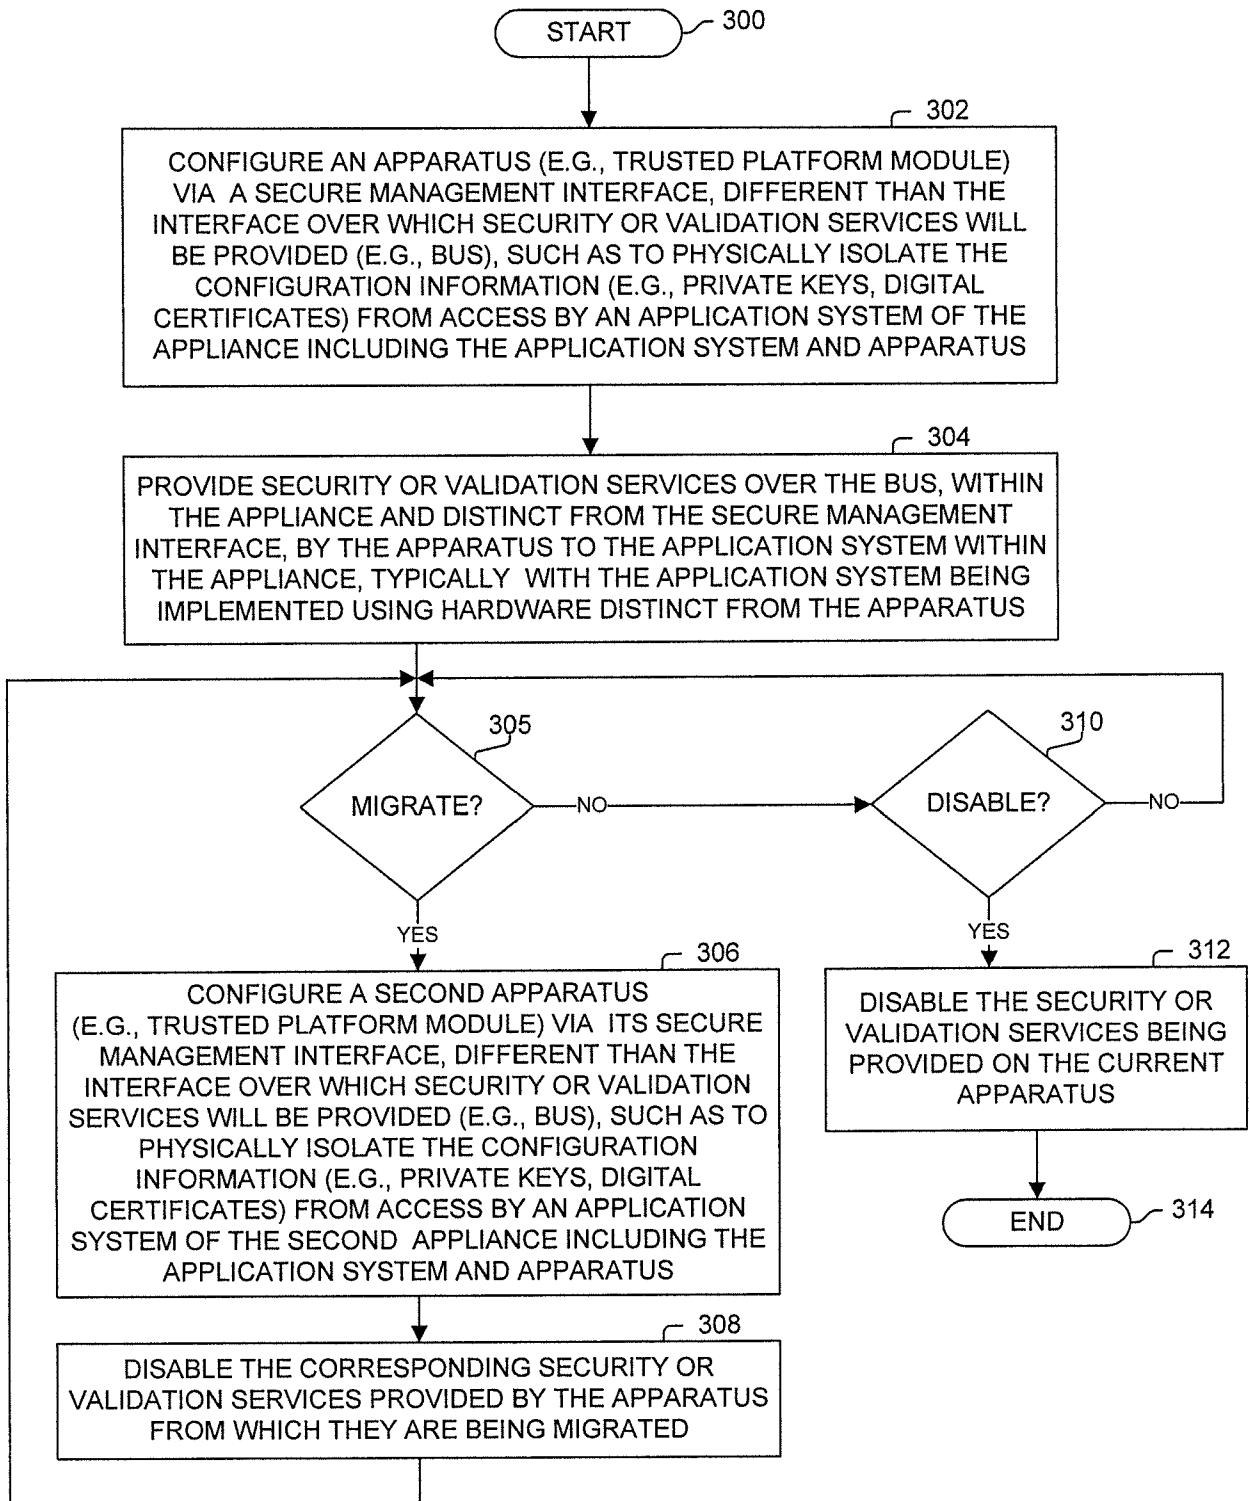 START
300
302
CONFIGURE AN APPARATUS (E.G., TRUSTED PLATFORM MODULE)
VIA A SECURE MANAGEMENT INTERFACE, DIFFERENT THAN THE
INTERFACE OVER WHICH SECURITY OR VALIDATION SERVICES WILL
BE PROVIDED (E.G., BUS), SUCH AS TO PHYSICALLY ISOLATE THE
CONFIGURATION INFORMATION (E.G., PRIVATE KEYS, DIGITAL
CERTIFICATES) FROM ACCESS BY AN APPLICATION SYSTEM OF THE
APPLIANCE INCLUDING THE APPLICATION SYSTEM AND APPARATUS
304
PROVIDE SECURITY OR VALIDATION SERVICES OVER THE BUS, WITHIN
THE APPLIANCE AND DISTINCT FROM THE SECURE MANAGEMENT
INTERFACE, BY THE APPARATUS TO THE APPLICATION SYSTEM WITHIN
THE APPLIANCE, TYPICALLY WITH THE APPLICATION SYSTEM BEING
IMPLEMENTED USING HARDWARE DISTINCT FROM THE APPARATUS
305
MIGRATE?
NO
310
DISABLE?
NO
YES
YES
306
CONFIGURE A SECOND APPARATUS
(E.G., TRUSTED PLATFORM MODULE) VIA ITS SECURE
MANAGEMENT INTERFACE, DIFFERENT THAN THE
INTERFACE OVER WHICH SECURITY OR VALIDATION
SERVICES WILL BE PROVIDED (E.G., BUS), SUCH AS TO
PHYSICALLY ISOLATE THE CONFIGURATION
INFORMATION (E.G., PRIVATE KEYS, DIGITAL
CERTIFICATES) FROM ACCESS BY AN APPLICATION
SYSTEM OF THE SECOND APPLIANCE INCLUDING THE
APPLICATION SYSTEM AND APPARATUS
312
DISABLE THE SECURITY OR
VALIDATION SERVICES BEING
PROVIDED ON THE CURRENT
APPARATUS
END
314
308
DISABLE THE CORRESPONDING SECURITY OR
VALIDATION SERVICES PROVIDED BY THE APPARATUS
FROM WHICH THEY ARE BEING MIGRATED